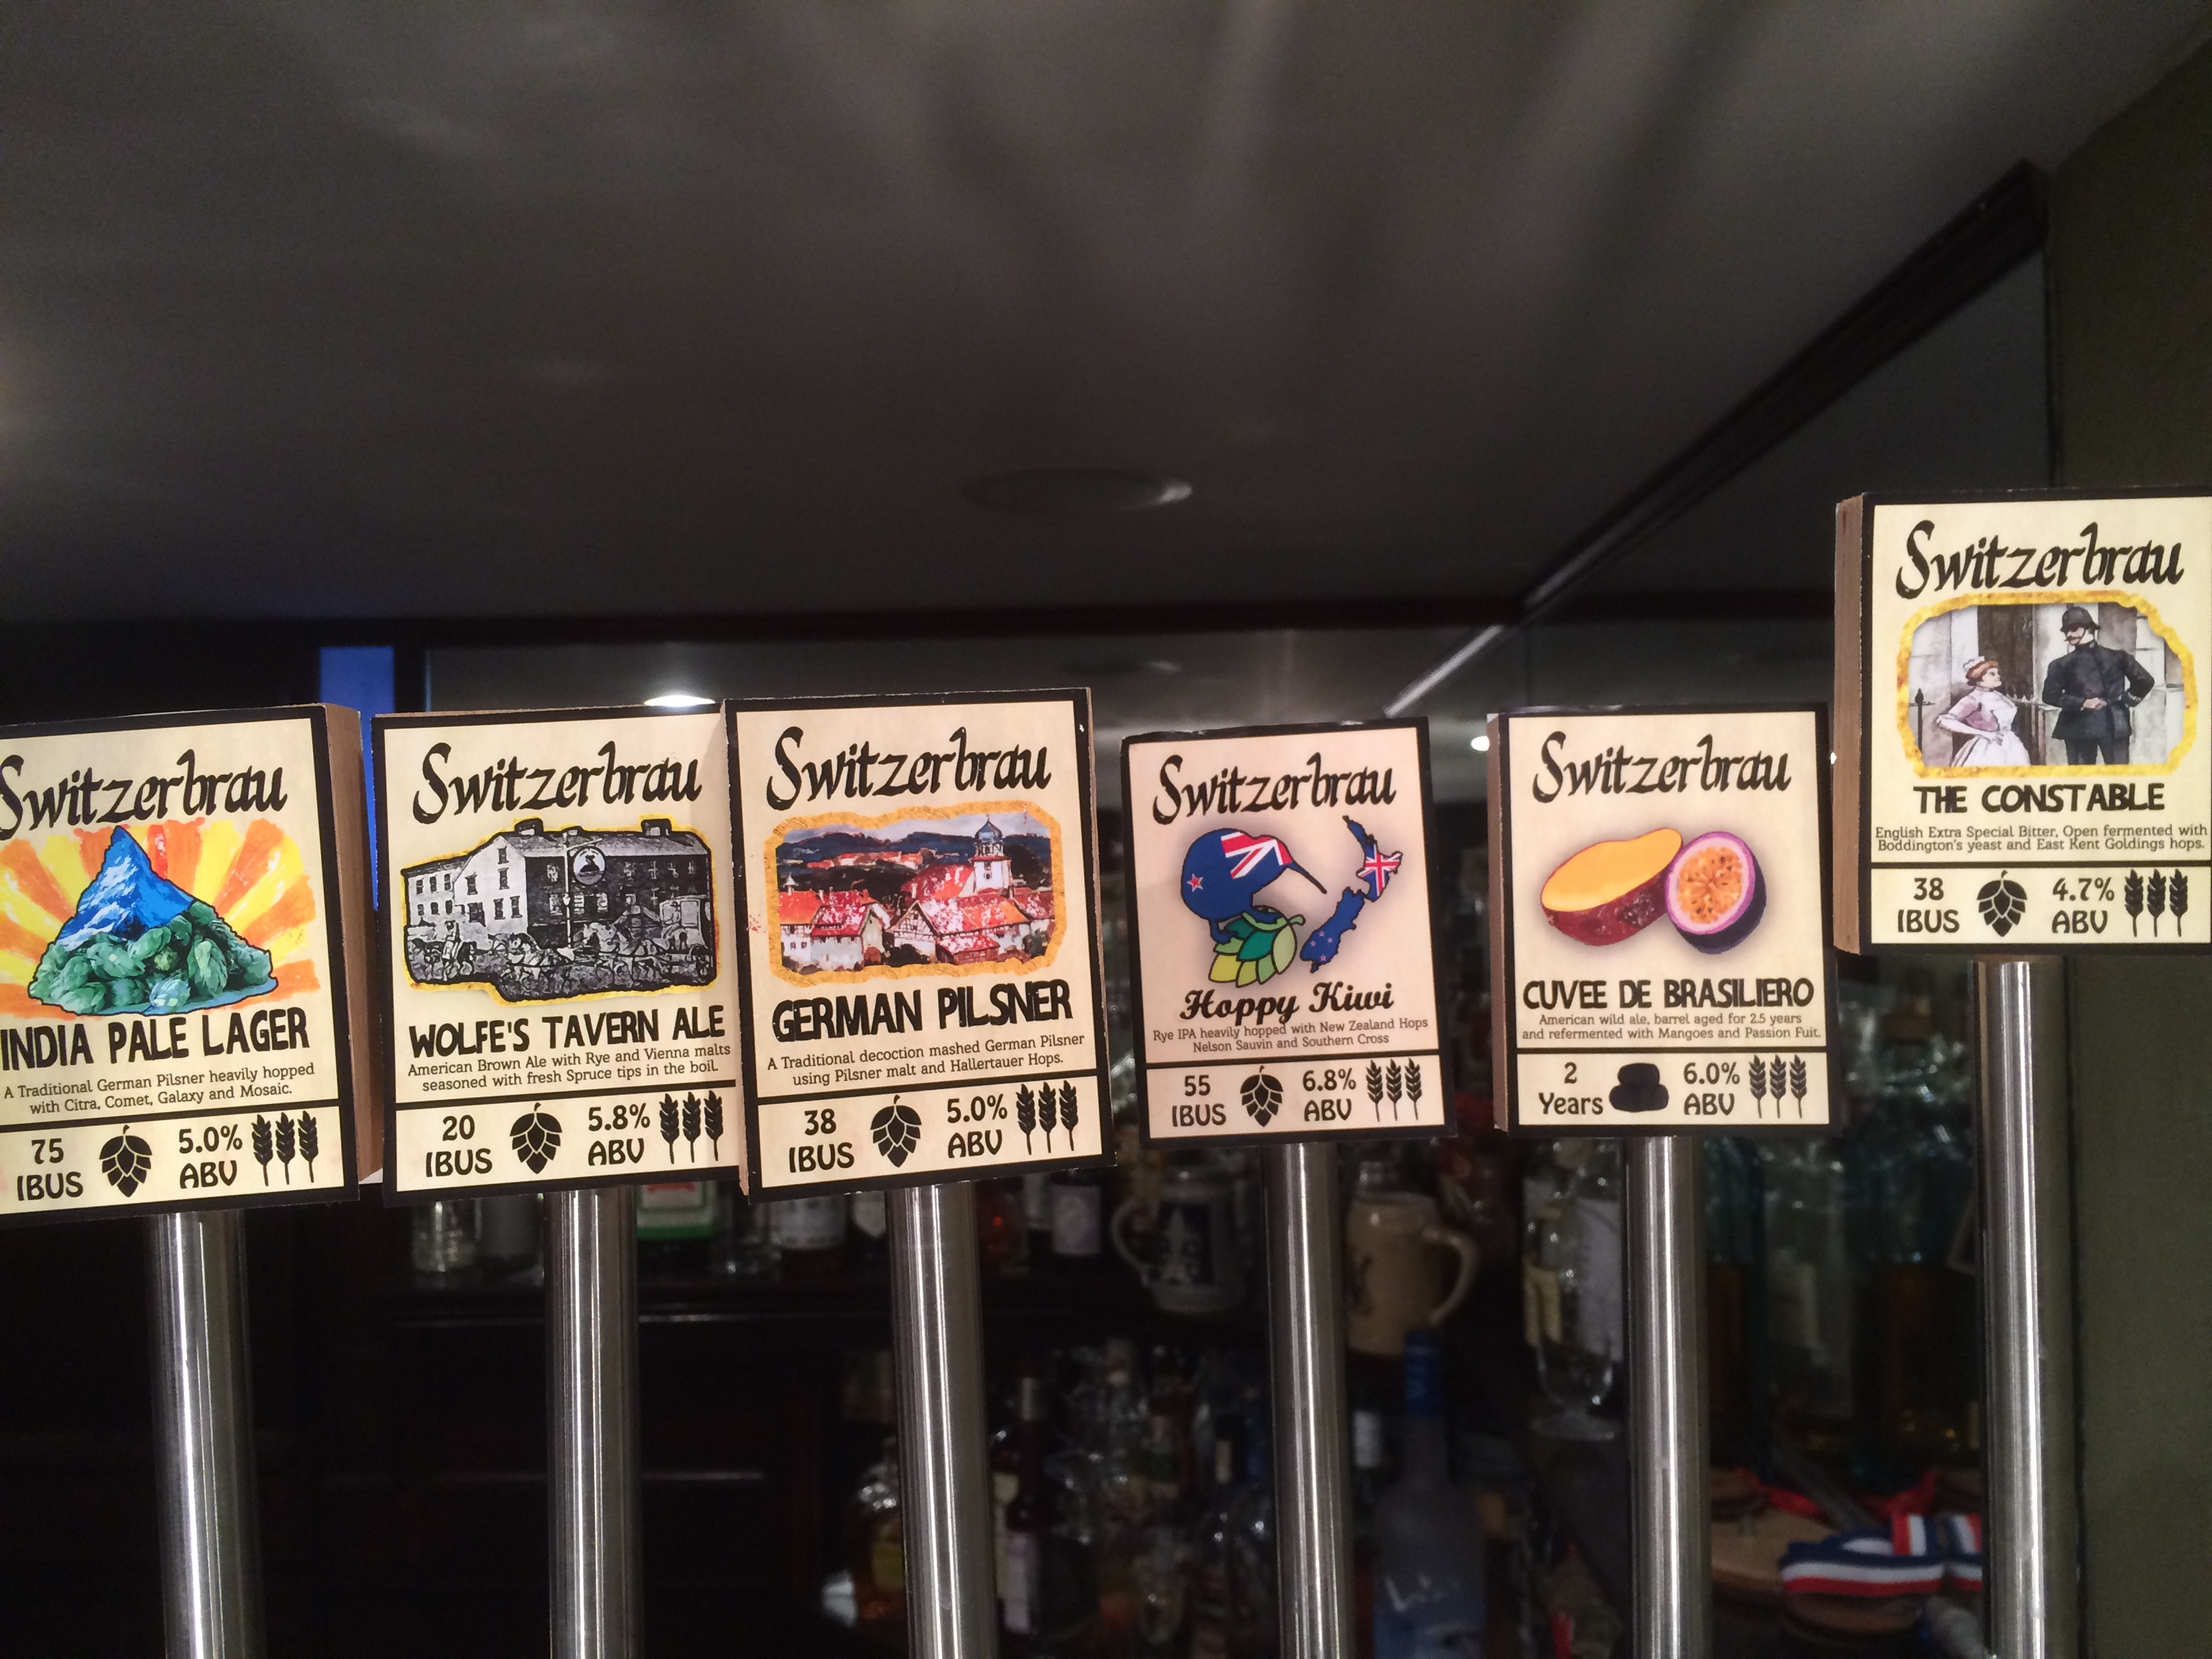 Switzerbrau
INDIA PALE LAGER
A Traditional German Pilsner heavily hopped
with Citra, Comet, Galaxy and Mosaic.
75
IBUS
5.0%
ABV
Switzerbrau
WOLFE'S TAVERN ALE
American Brown Ale with Rye and Vienna malts
seasoned with fresh Spruce tips in the boil.
20
IBUS
5.8%
ABV
Switzerbrau
GERMAN PILSNER
A Traditional decoction mashed German Pilsner
using Pilsner malt and Hallertauer Hops.
38
IBUS
5.0%
ABV
Switzerbrau
Hoppy Kiwi
Rye IPA heavily hopped with New Zealand Hops
Nelson Sauvin and Southern Cross
55
IBUS
6.8%
ABV
Switzerbrau
CUVEE DE BRASILIERO
American wild ale, barrel aged for 2.5 years
and refermented with Mangoes and Passion Fuit.
2
Years
6.0%
ABV
Switzerbrau
THE CONSTABLE
English Extra Special Bitter, Open fermented with
Boddington's yeast and East Kent Goldings hops.
38
IBUS
4.7%
ABV